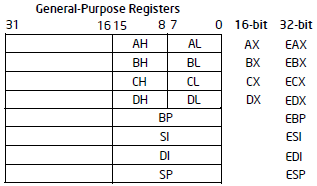 General-Purpose Registers
31 16 15 8 7 0 16-bit 32-bit
AH AL AX EAX
BH BL BX EBX
CH CL CX ECX
DH DL DX EDX
BP EBP
SI ESI
DI EDI
SP ESP